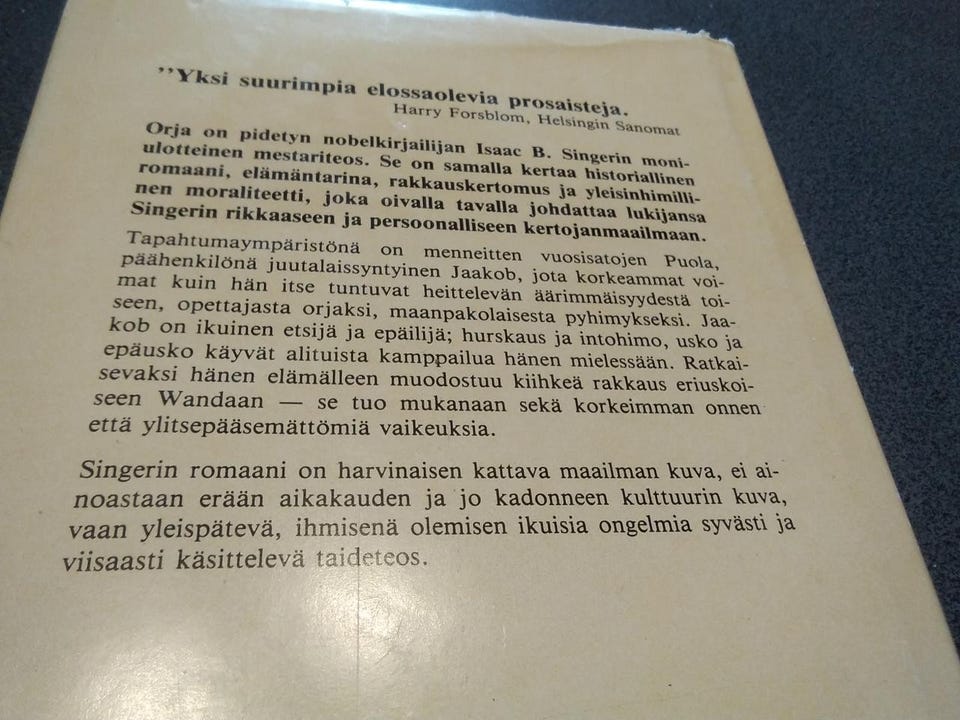 ”Yksi suurimpia elossaolevia prosaisteja.
Harry Forsblom, Helsingin Sanomat
Orja on pidetyn nobelkirjailijan Isaac B. Singerin moni-
ulotteinen mestariteos. Se on samalla kertaa historiallinen
romaani, elämäntarina, rakkauskertomus ja yleisinhimilli-
nen moraliteetti, joka oivalla tavalla johdattaa lukijansa
Singerin rikkaaseen ja persoonalliseen kertojanmaailmaan.
Tapahtumaympäristönä on menneitten vuosisatojen Puola,
päähenkilönä juutalaissyntyinen Jaakob, jota korkeammat voi-
mat kuin hän itse tuntuvat heittelevän äärimmäisyydestä toi-
seen, opettajasta orjaksi, maanpakolaisesta pyhimykseksi. Jaa-
kob on ikuinen etsijä ja epäilijä; hurskaus ja intohimo, usko ja
epäusko käyvät alituista kamppailua hänen mielessään. Ratkai-
sevaksi hänen elämälleen muodostuu kiihkeä rakkaus eriuskoi-
seen Wandaan — se tuo mukanaan sekä korkeimman onnen
että ylitsepääsemättömiä vaikeuksia.
Singerin romaani on harvinaisen kattava maailman kuva, ei ai-
noastaan erään aikakauden ja jo kadonneen kulttuurin kuva,
vaan yleispätevä, ihmisenä olemisen ikuisia ongelmia syvästi ja
viisaasti käsittelevä taideteos.